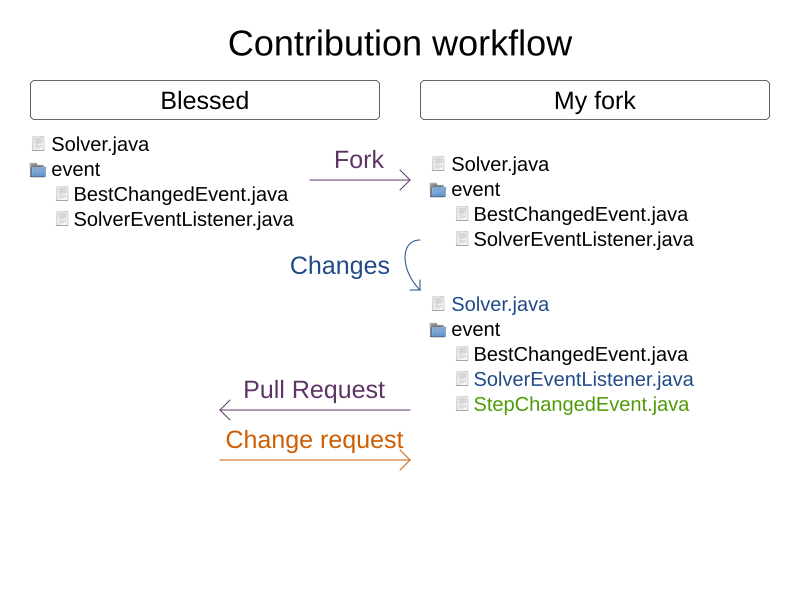 Contribution workflow
Blessed
My fork
Solver.java
event
BestChangedEvent.java
SolverEventListener.java
Fork
Solver.java
event
BestChangedEvent.java
SolverEventListener.java
Changes
Solver.java
event
BestChangedEvent.java
SolverEventListener.java
StepChangedEvent.java
Pull Request
Change request